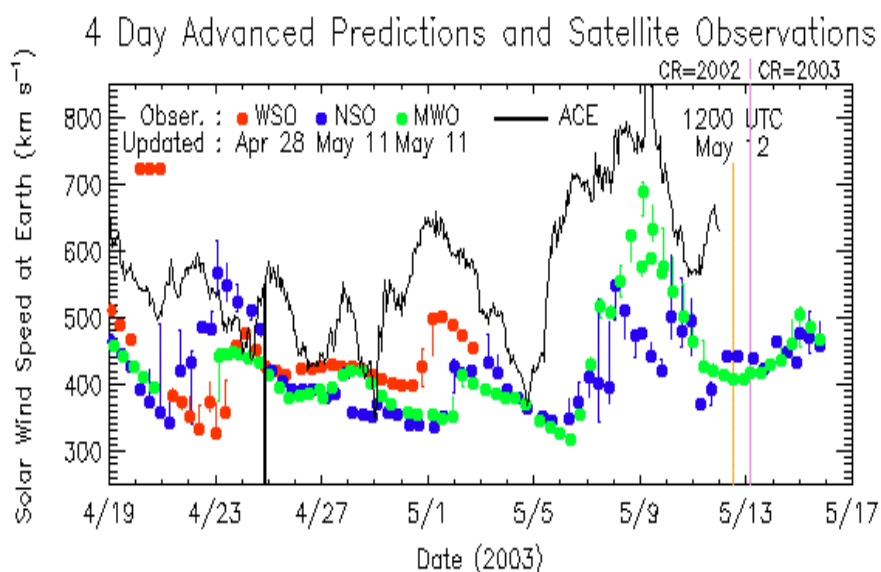 4 Day Advanced Predictions and Satellite Observations
CR=2002 CR=2003
Obser. : WSO NSO MWO ACE 1200 UTC
Updated : Apr 28 May 11 May 11 May 12
Solar Wind Speed at Earth (km s⁻¹)
800
700
600
500
400
300
4/19 4/23 4/27 5/1 5/5 5/9 5/13 5/17
Date (2003)